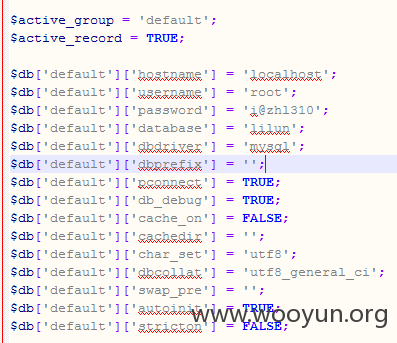 $active_group = 'default';
$active_record = TRUE;
$db['default']['hostname'] = 'localhost';
$db['default']['username'] = 'root';
$db['default']['password'] = 'i@zhl310';
$db['default']['database'] = 'lilun';
$db['default']['dbdriver'] = 'mysql';
$db['default']['dbprefix'] = '';
$db['default']['pconnect'] = TRUE;
$db['default']['db_debug'] = TRUE;
$db['default']['cache_on'] = FALSE;
$db['default']['cachedir'] = '';
$db['default']['char_set'] = 'utf8';
$db['default']['dbcollat'] = 'utf8_general_ci';
$db['default']['swap_pre'] = '';
$db['default']['autoinit'] = TRUE;
$db['default']['stricton'] = FALSE;
www.wooyun.org